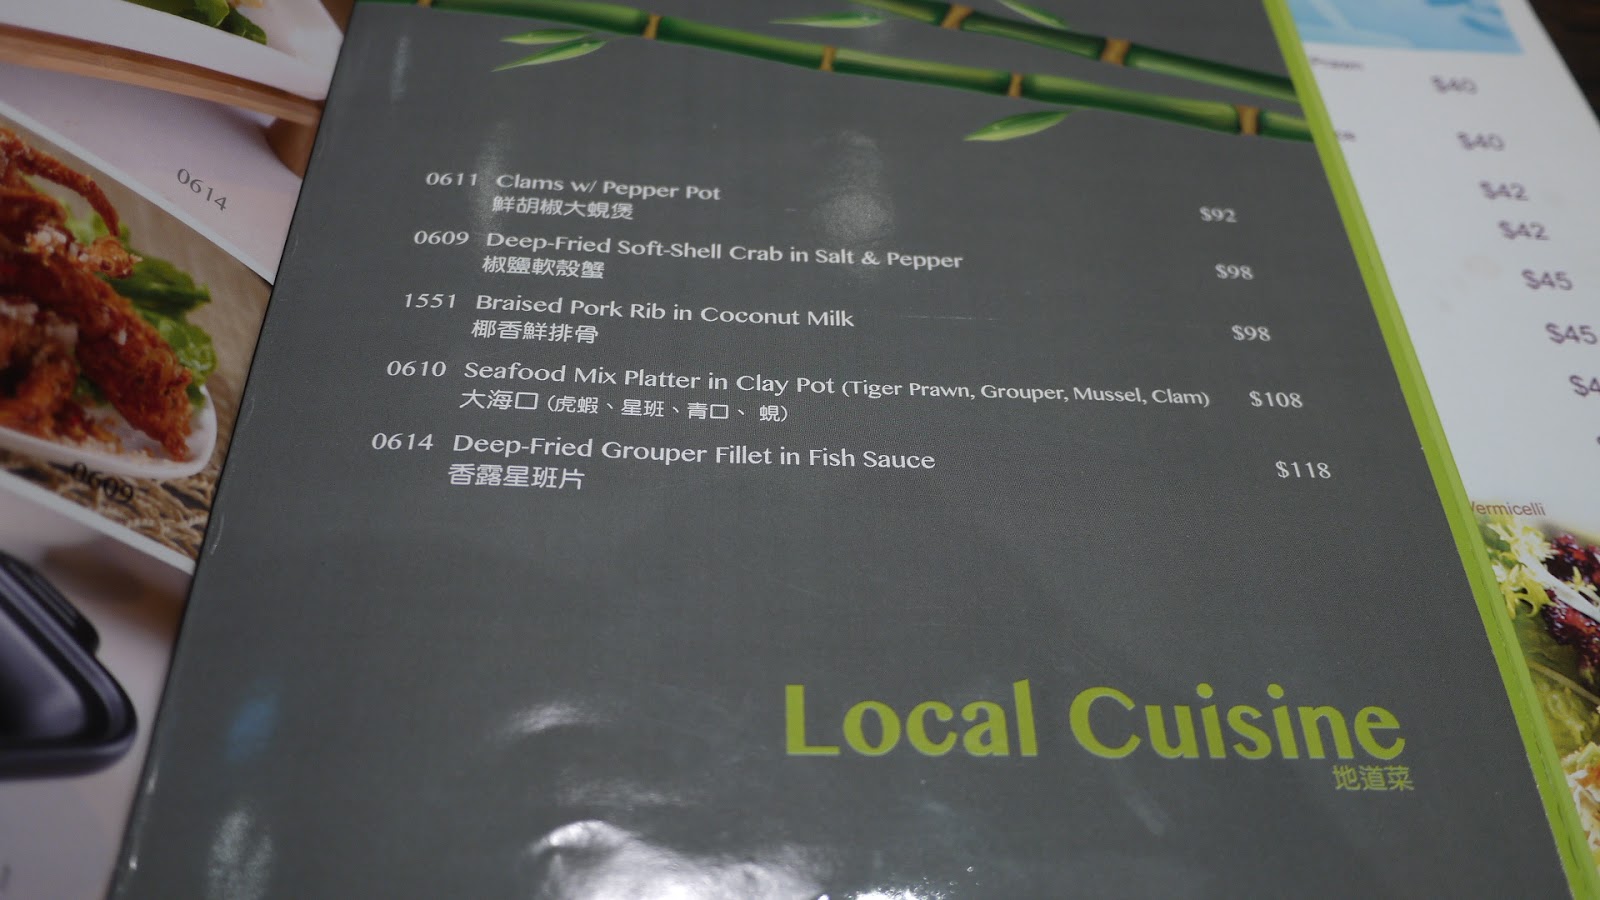 0614
0609
0611 Clams w/ Pepper Pot $92
鮮胡椒大蜆煲
0609 Deep-Fried Soft-Shell Crab in Salt & Pepper $98
椒鹽軟殼蟹
1551 Braised Pork Rib in Coconut Milk $98
椰香鮮排骨
0610 Seafood Mix Platter in Clay Pot (Tiger Prawn, Grouper, Mussel, Clam) $108
大海口 (虎蝦、星班、青口、蜆)
0614 Deep-Fried Grouper Fillet in Fish Sauce $118
香露星班片
Local Cuisine
地道菜
Prawn
$40
$40
$42
$42
$45
$45
Vermicelli